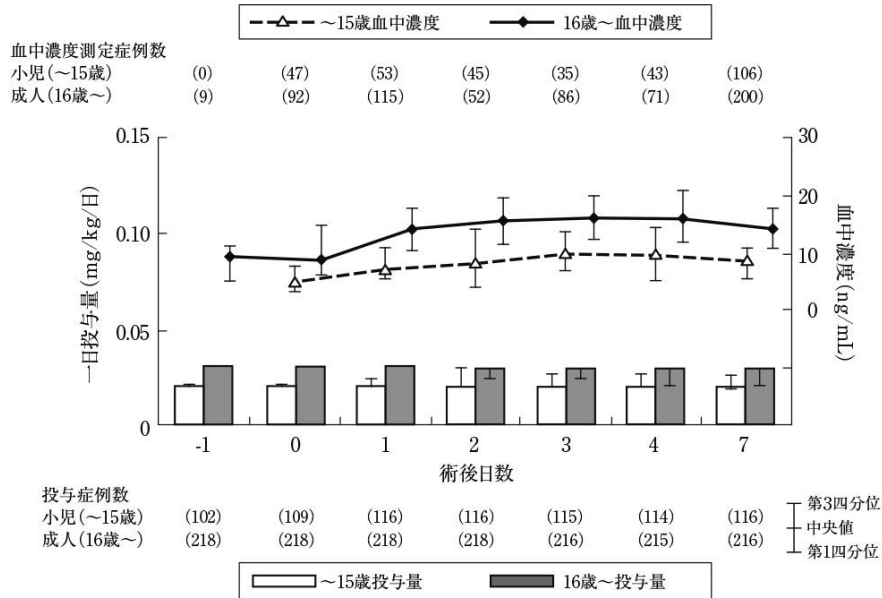 ～15歳血中濃度　16歳～血中濃度
血中濃度測定症例数
小児(～15歳) (0) (47) (53) (45) (35) (43) (106)
成人(16歳～) (9) (92) (115) (52) (86) (71) (200)
一日投与量(mg/kg/日)
0.15
0.10
0.05
0
30
20
10
0
血中濃度(ng/mL)
-1 0 1 2 3 4 7
術後日数
投与症例数
小児(～15歳) (102) (109) (116) (116) (115) (114) (116)
成人(16歳～) (218) (218) (218) (218) (216) (215) (216)
第3四分位
中央値
第1四分位
～15歳投与量　16歳～投与量